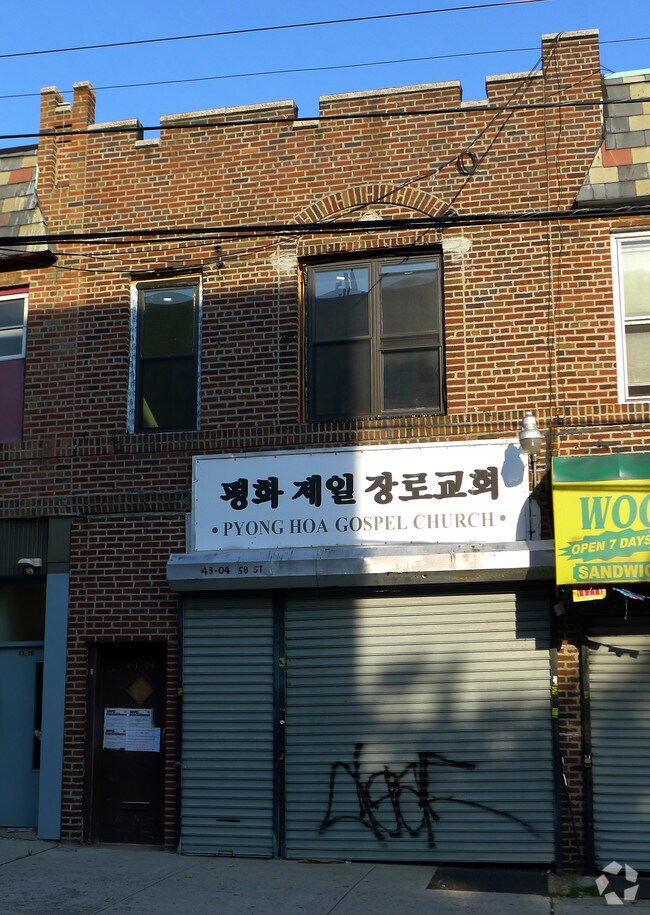 평화 제일 장로교회
• PYONG HOA GOSPEL CHURCH •
43-04 58 ST
WOO
OPEN 7 DAYS
SANDWIC